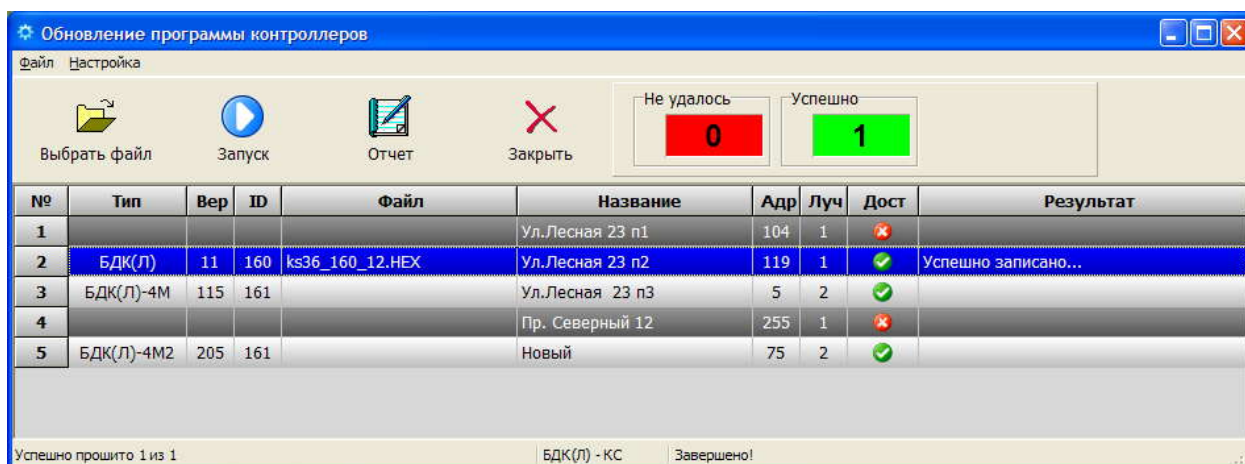 Обновление программы контроллеров
Файл Настройка
Не удалось Успешно
0 1
Выбрать файл Запуск Отчет Закрыть
№ Тип Вер ID Файл Название Адр Луч Дост Результат
1 Ул.Лесная 23 п1 104 1
2 БДК(Л) 11 160 ks36_160_12.HEX Ул.Лесная 23 п2 119 1 Успешно записано...
3 БДК(Л)-4М 115 161 Ул.Лесная 23 п3 5 2
4 Пр. Северный 12 255 1
5 БДК(Л)-4М2 205 161 Новый 75 2
Успешно прошито 1 из 1 БДК(Л) - КС Завершено!